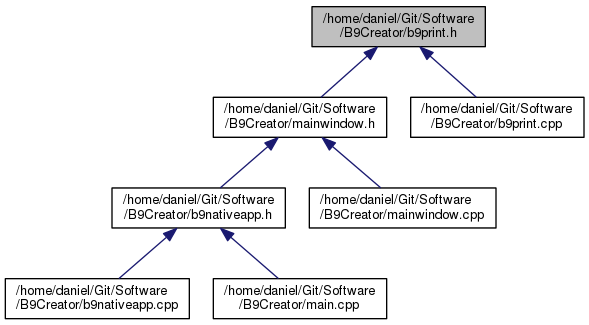 /home/daniel/Git/Software
/B9Creator/b9print.h
/home/daniel/Git/Software
/B9Creator/mainwindow.h
/home/daniel/Git/Software
/B9Creator/b9print.cpp
/home/daniel/Git/Software
/B9Creator/b9nativeapp.h
/home/daniel/Git/Software
/B9Creator/mainwindow.cpp
/home/daniel/Git/Software
/B9Creator/b9nativeapp.cpp
/home/daniel/Git/Software
/B9Creator/main.cpp